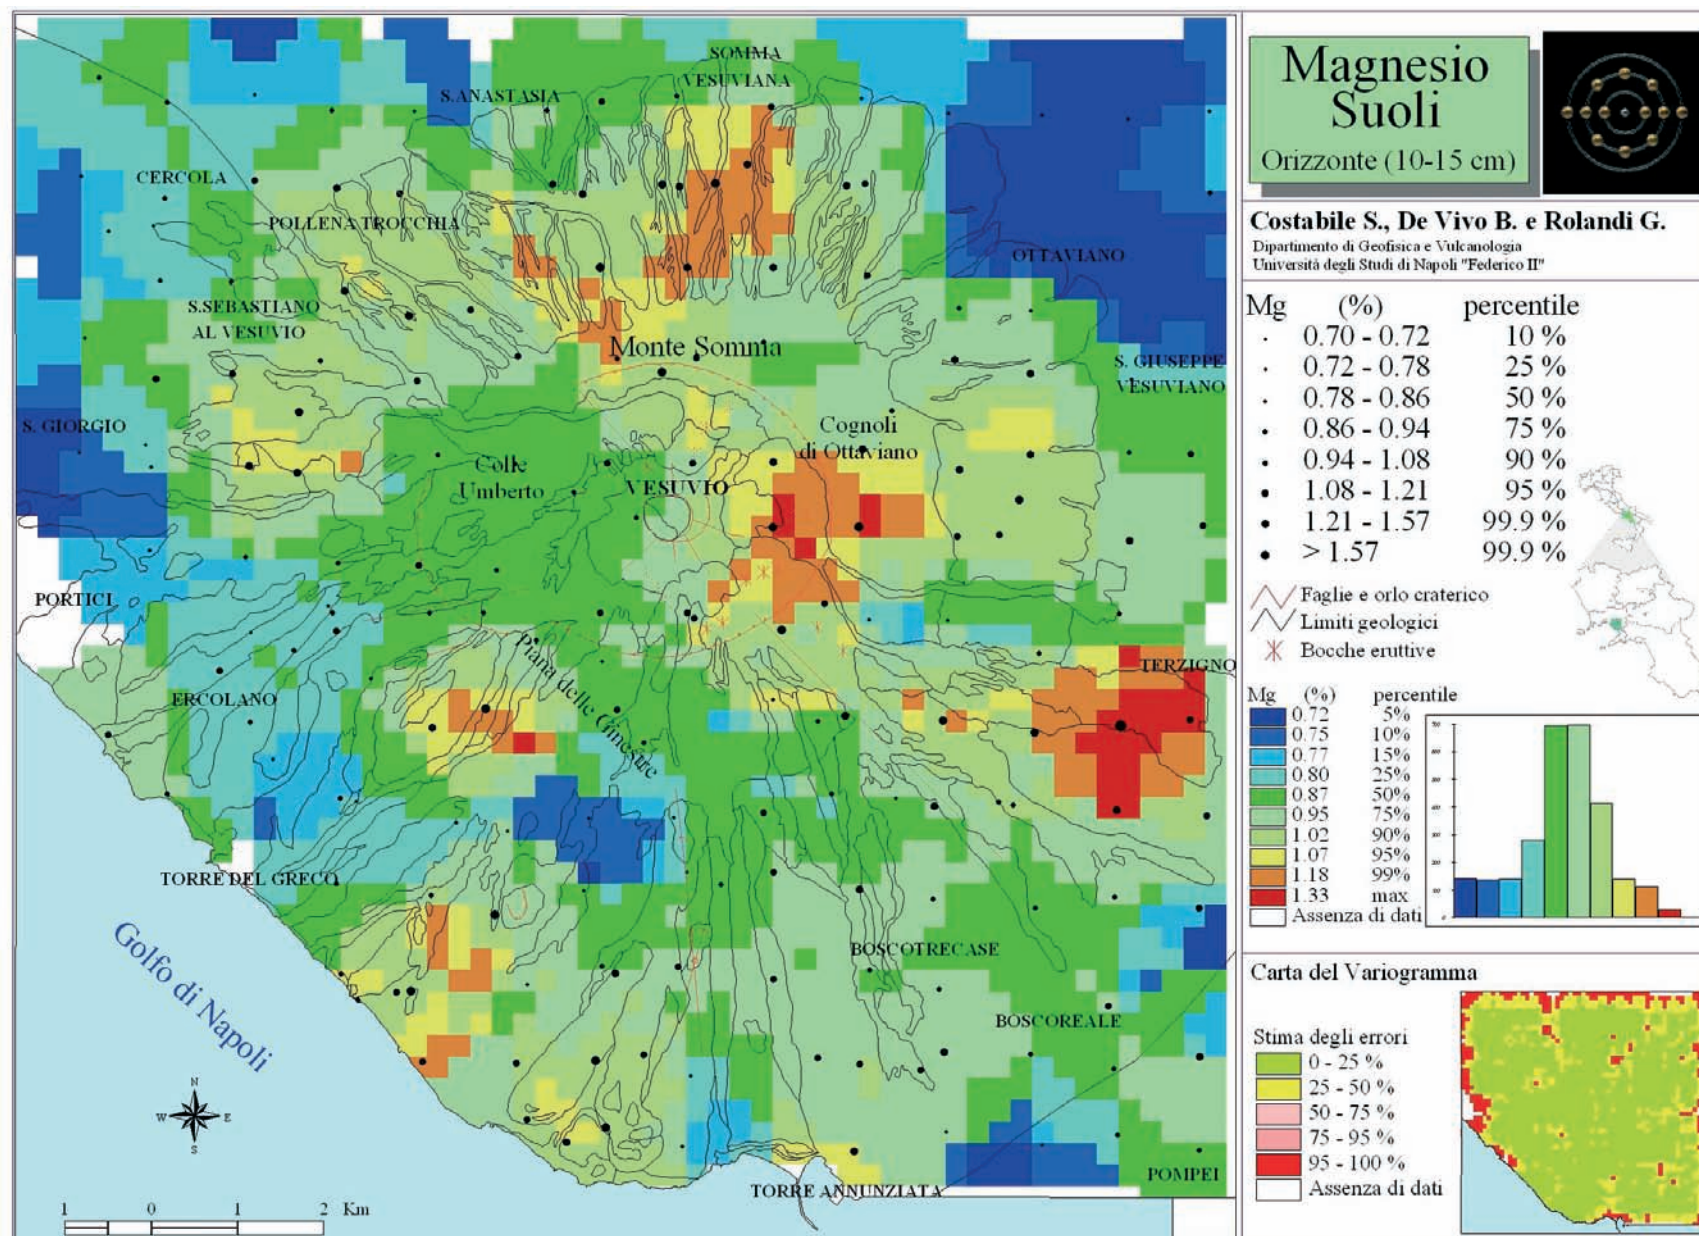 SOMMA
VESUVIANA
S.ANASTASIA
CERCOLA
POLLENA TROCCHIA
OTTAVIANO
S.SEBASTIANO
AL VESUVIO
Monte Somma
S. GIUSEPPE
VESUVIANO
S. GIORGIO
Cognoli
di Ottaviano
Colle
Umberto
VESUVIO
PORTICI
TERZIGNO
ERCOLANO
Piana delle Ginestre
TORRE DEL GRECO
BOSCOTRECASE
Golfo di Napoli
BOSCOREALE
N
W E
S
POMPEI
TORRE ANNUNZIATA
1 0 1 2 Km
Magnesio
Suoli
Orizzonte (10-15 cm)
Costabile S., De Vivo B. e Rolandi G.
Dipartimento di Geofisica e Vulcanologia
Università degli Studi di Napoli "Federico II"
Mg (%) percentile
0.70 - 0.72 10 %
0.72 - 0.78 25 %
0.78 - 0.86 50 %
0.86 - 0.94 75 %
0.94 - 1.08 90 %
1.08 - 1.21 95 %
1.21 - 1.57 99.9 %
> 1.57 99.9 %
Faglie e orlo craterico
Limiti geologici
Bocche eruttive
Mg (%) percentile
0.72 5%
0.75 10%
0.77 15%
0.80 25%
0.87 50%
0.95 75%
1.02 90%
1.07 95%
1.18 99%
1.33 max
Assenza di dati
Carta del Variogramma
Stima degli errori
0 - 25 %
25 - 50 %
50 - 75 %
75 - 95 %
95 - 100 %
Assenza di dati